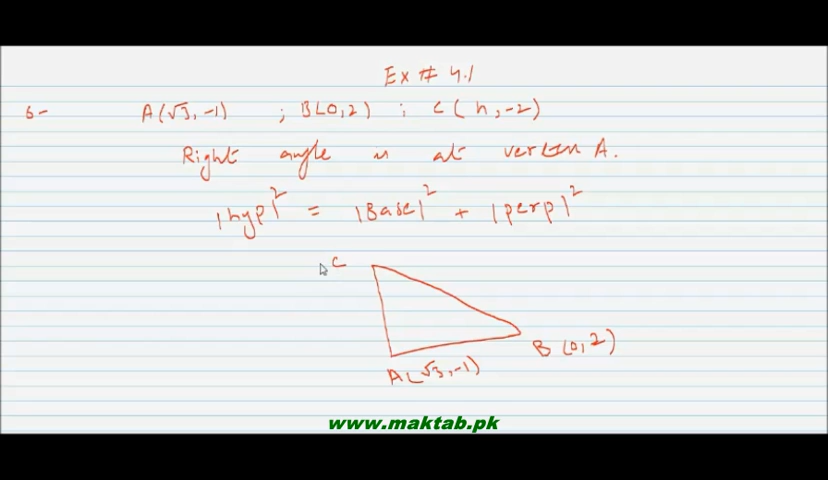 Ex # 4.1
6- A(√3, -1) ; B(0, 2) ; C(h, -2)
Right angle is at vertex A.
|hyp|² = |Base|² + |perp|²
C
B (0, 2)
A(√3, -1)
www.maktab.pk